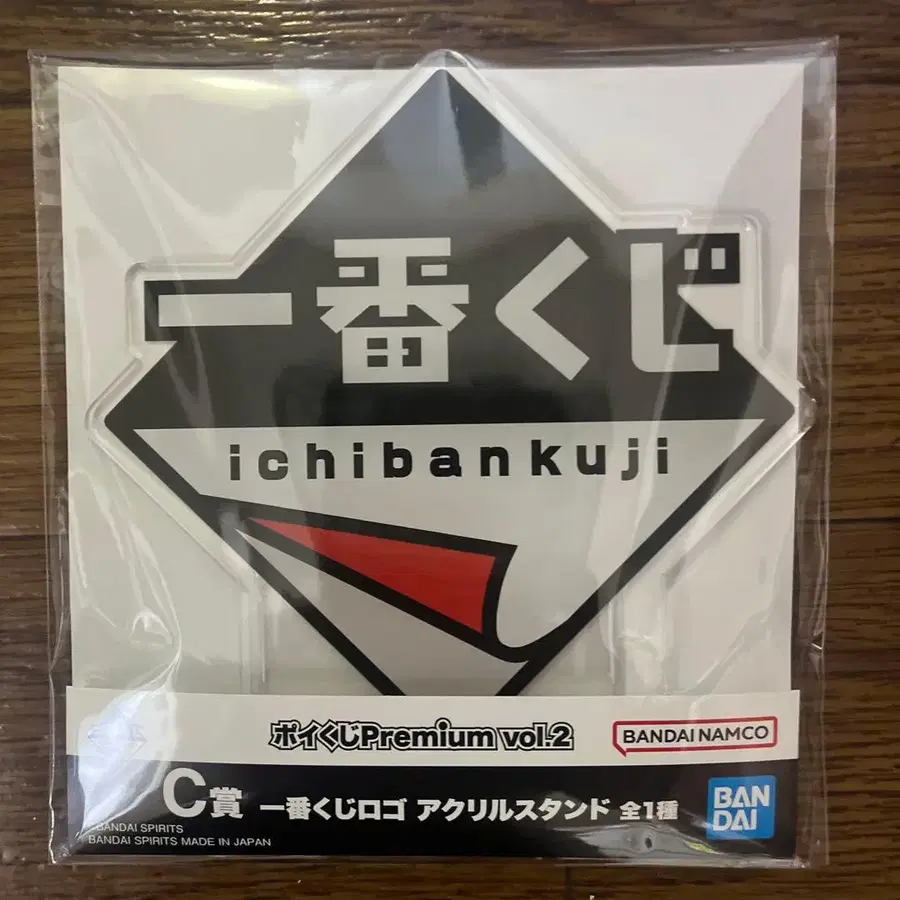 一番くじ
ichibankuji
ポイくじPremium vol.2
BANDAI NAMCO
C賞 一番くじロゴ アクリルスタンド 全1種
BAN
DAI
©BANDAI SPIRITS
BANDAI SPIRITS MADE IN JAPAN